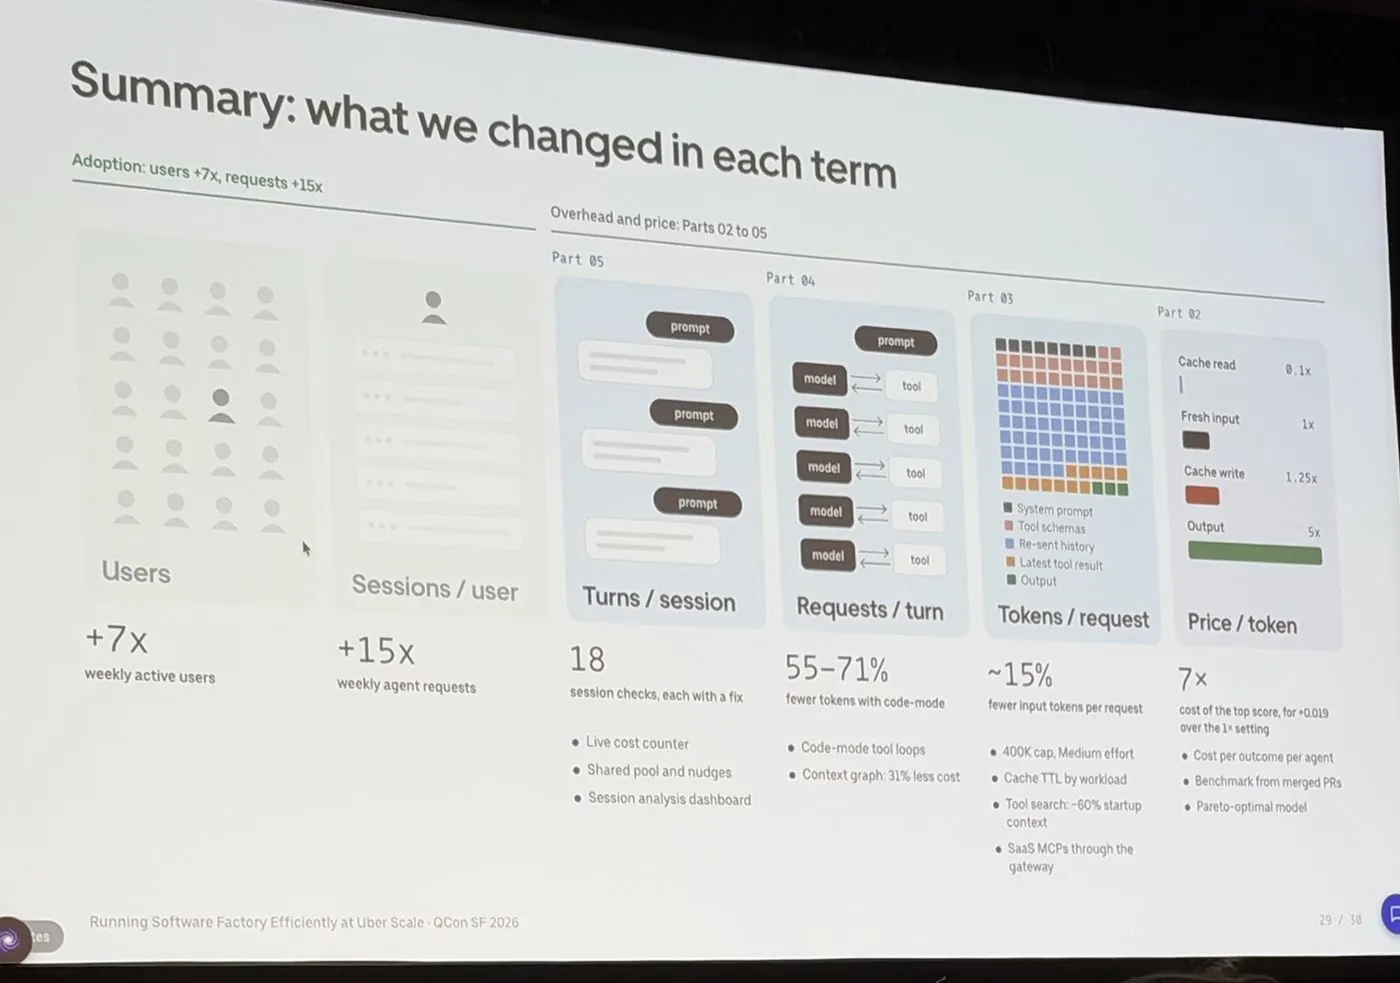 Summary: what we changed in each term
Adoption: users +7x, requests +15x
Overhead and price: Parts 02 to 05
Users
+7x
weekly active users
Sessions / user
+15x
weekly agent requests
Part 05
prompt
prompt
prompt
Turns / session
18
session checks, each with a fix
• Live cost counter
• Shared pool and nudges
• Session analysis dashboard
Part 04
prompt
model
tool
model
tool
model
tool
model
tool
model
tool
Requests / turn
55–71%
fewer tokens with code-mode
• Code-mode tool loops
• Context graph: 31% less cost
Part 03
System prompt
Tool schemas
Re-sent history
Latest tool result
Output
Tokens / request
~15%
fewer input tokens per request
• 400K cap, Medium effort
• Cache TTL by workload
• Tool search: -60% startup
context
• SaaS MCPs through the
gateway
Part 02
Cache read 0.1x
Fresh input 1x
Cache write 1.25x
Output 5x
Price / token
7×
cost of the top score, for +0.019
over the 1× setting
• Cost per outcome per agent
• Benchmark from merged PRs
• Pareto-optimal model
tes
Running Software Factory Efficiently at Uber Scale · QCon SF 2026
29 / 30